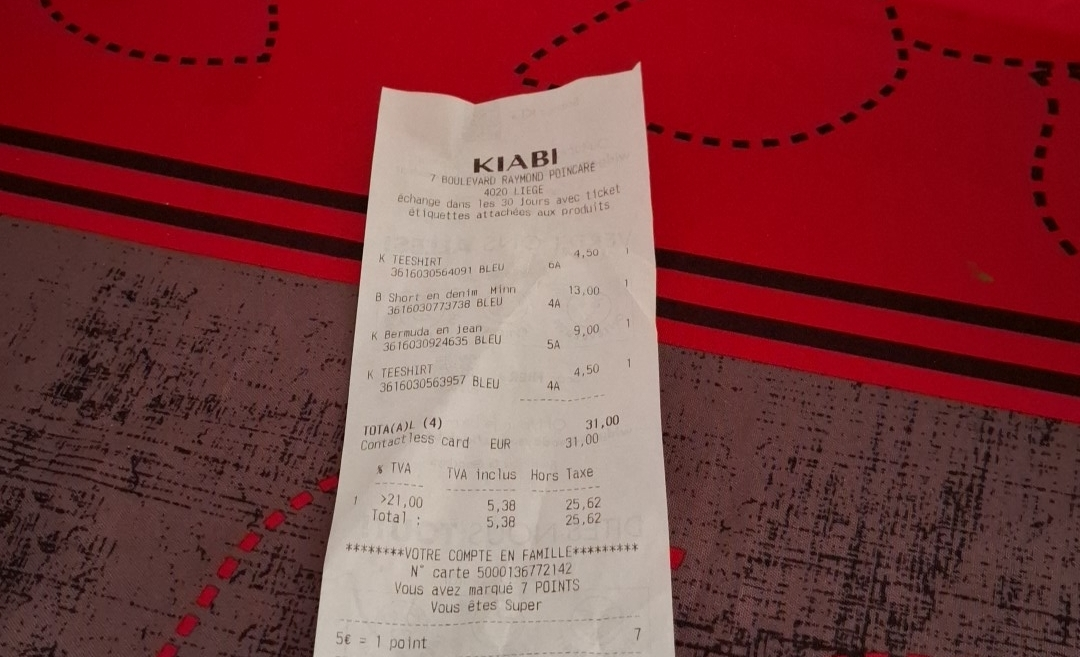 KIABI
7 BOULEVARD RAYMOND POINCARE
4020 LIEGE
échange dans les 30 jours avec ticket
étiquettes attachées aux produits
K TEESHIRT 4,50 1
3616030564091 BLEU 6A
B Short en denim Minn 13,00 1
3616030773738 BLEU 4A
K Bermuda en jean 9,00 1
3616030924635 BLEU 5A
K TEESHIRT 4,50 1
3616030563957 BLEU 4A
TOTA(A)L (4) 31,00
Contactless card EUR 31,00
% TVA TVA inclus Hors Taxe
1 >21,00 5,38 25,62
Total : 5,38 25,62
********VOTRE COMPTE EN FAMILLE*********
N° carte 5000136772142
Vous avez marqué 7 POINTS
Vous êtes Super
5€ = 1 point 7